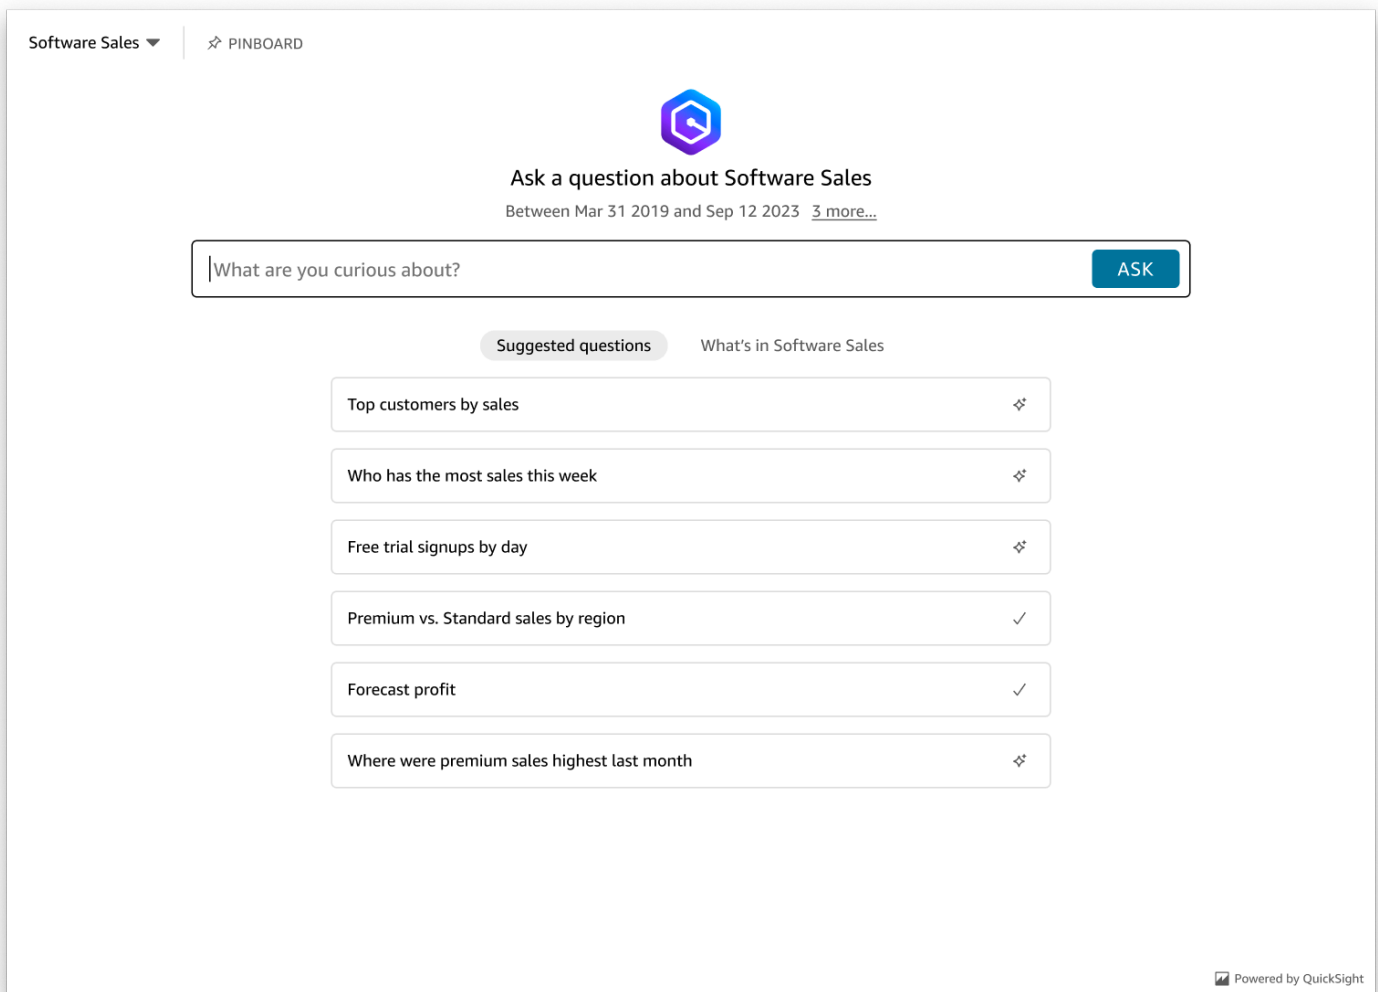 Software Sales
PINBOARD
Ask a question about Software Sales
Between Mar 31 2019 and Sep 12 2023 3 more...
What are you curious about?
ASK
Suggested questions
What's in Software Sales
Top customers by sales
Who has the most sales this week
Free trial signups by day
Premium vs. Standard sales by region
Forecast profit
Where were premium sales highest last month
Powered by QuickSight